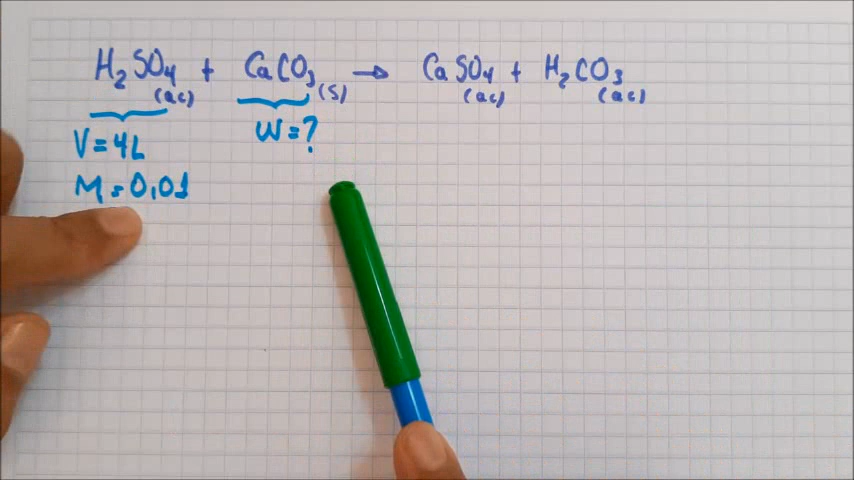 H₂SO₄ (ac) + CaCO₃ (s) → CaSO₄ (ac) + H₂CO₃ (ac)
V=4L W=?
M=0,01